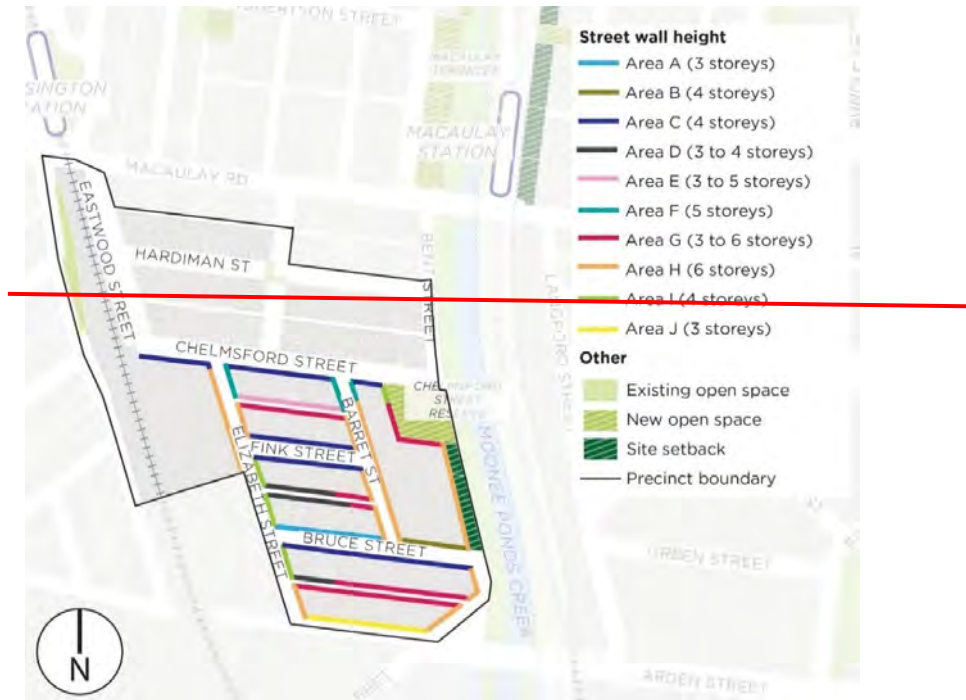 BERTSON STREET
SINGTON
ATION
MACAULAY
TERRACE
MACAULAY
STATION
MACAULAY RD
EASTWOOD STREET
HARDIMAN ST
BENT STREET
LANGFORD STREET
CHELMSFORD STREET
CHELMSFORD
STREET
RESERVE
BARRET ST
FINK STREET
ELIZABETH STREET
BRUCE STREET
MOONEE PONDS CREEK
GREEN STREET
ARDEN STREET
N
Street wall height
Area A (3 storeys)
Area B (4 storeys)
Area C (4 storeys)
Area D (3 to 4 storeys)
Area E (3 to 5 storeys)
Area F (5 storeys)
Area G (3 to 6 storeys)
Area H (6 storeys)
Area I (4 storeys)
Area J (3 storeys)
Other
Existing open space
New open space
Site setback
Precinct boundary